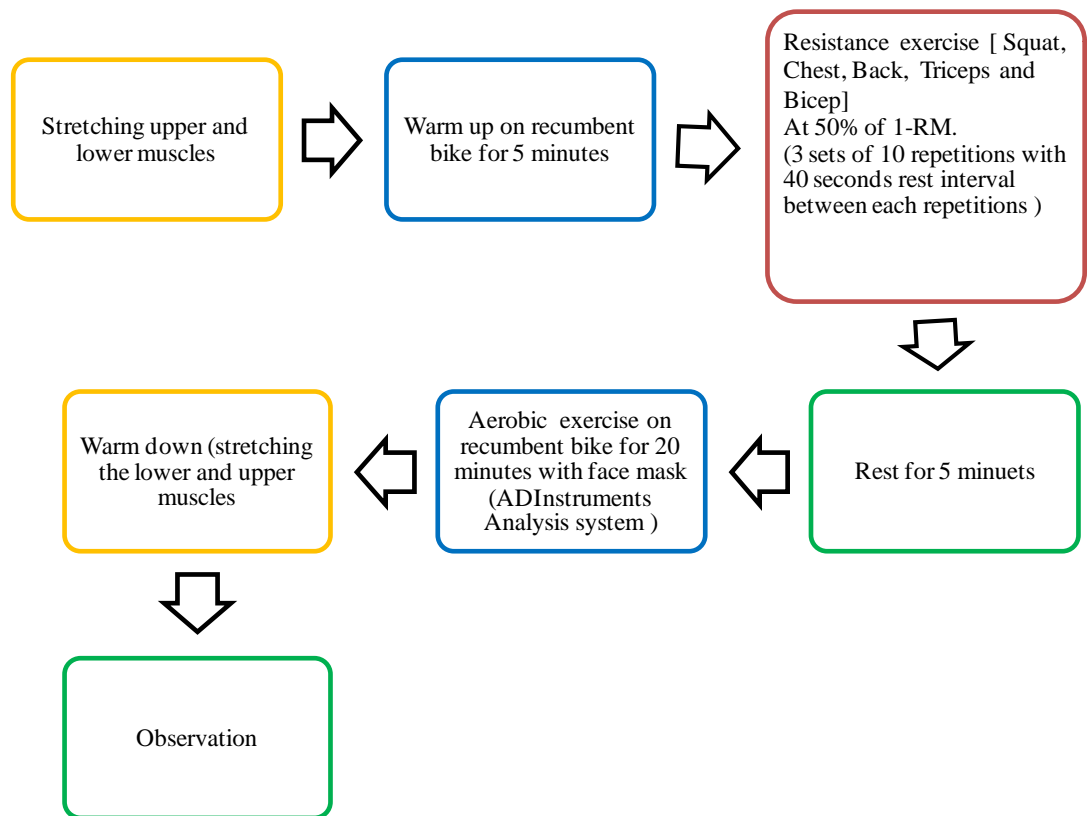 Stretching upper and
lower muscles
Warm up on recumbent
bike for 5 minutes
Resistance exercise [ Squat,
Chest, Back, Triceps and
Bicep]
At 50% of 1-RM.
(3 sets of 10 repetitions with
40 seconds rest interval
between each repetitions )
Rest for 5 minuets
Aerobic exercise on
recumbent bike for 20
minutes with face mask
(ADInstruments
Analysis system )
Warm down (stretching
the lower and upper
muscles
Observation